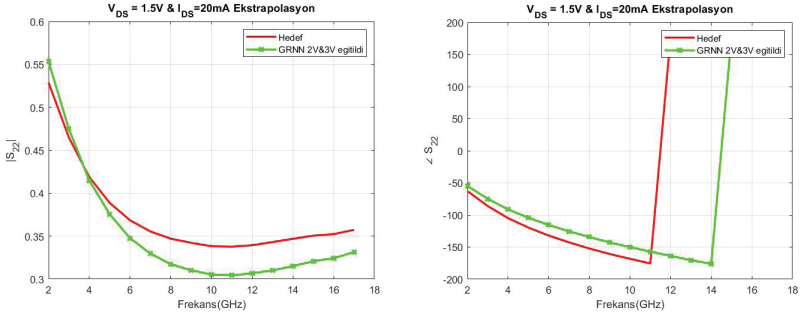 V_DS = 1.5V & I_DS=20mA Ekstrapolasyon
Hedef
GRNN 2V&3V egitildi
|S_22|
0.6
0.55
0.5
0.45
0.4
0.35
0.3
2 4 6 8 10 12 14 16 18
Frekans(GHz)
V_DS = 1.5V & I_DS=20mA Ekstrapolasyon
Hedef
GRNN 2V&3V egitildi
∠ S_22
200
150
100
50
0
-50
-100
-150
-200
2 4 6 8 10 12 14 16 18
Frekans(GHz)